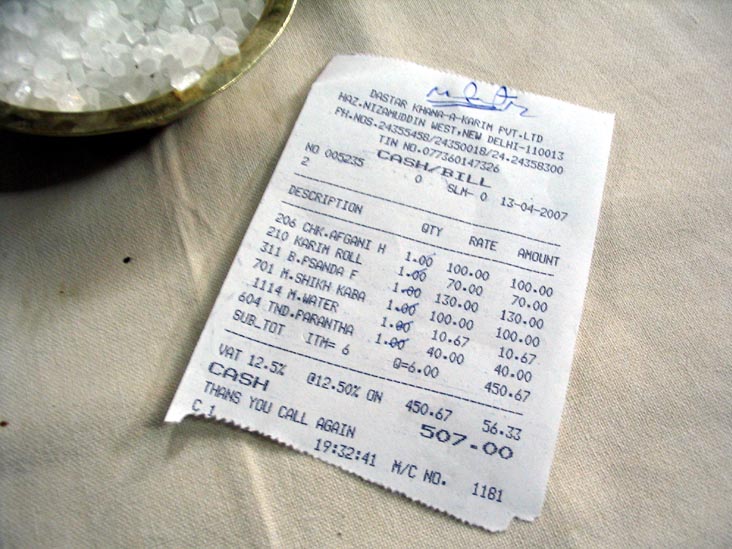 DASTAR KHANA-A-KARIM PVT.LTD
HAZ.NIZAMUDDIN WEST,NEW DELHI-110013
PH.NOS.24355458/24350018/24.24358300
TIN NO.077360147326
CASH/BILL
NO 005235 0 SLM- 0 13-04-2007
2
DESCRIPTION QTY RATE AMOUNT
206 CHK.AFGANI H 1.00 100.00 100.00
210 KARIM ROLL 1.00 70.00 70.00
311 B.PSANDA F 1.00 130.00 130.00
701 M.SHIKH KABA 1.00 100.00 100.00
1114 M.WATER 1.00 10.67 10.67
604 TND.PARANTHA 1.00 40.00 40.00
SUB_TOT ITM= 6 Q=6.00 450.67
VAT 12.5% @12.50% ON 450.67 56.33
CASH 507.00
THANS YOU CALL AGAIN
C 1 19:32:41 M/C NO. 1181